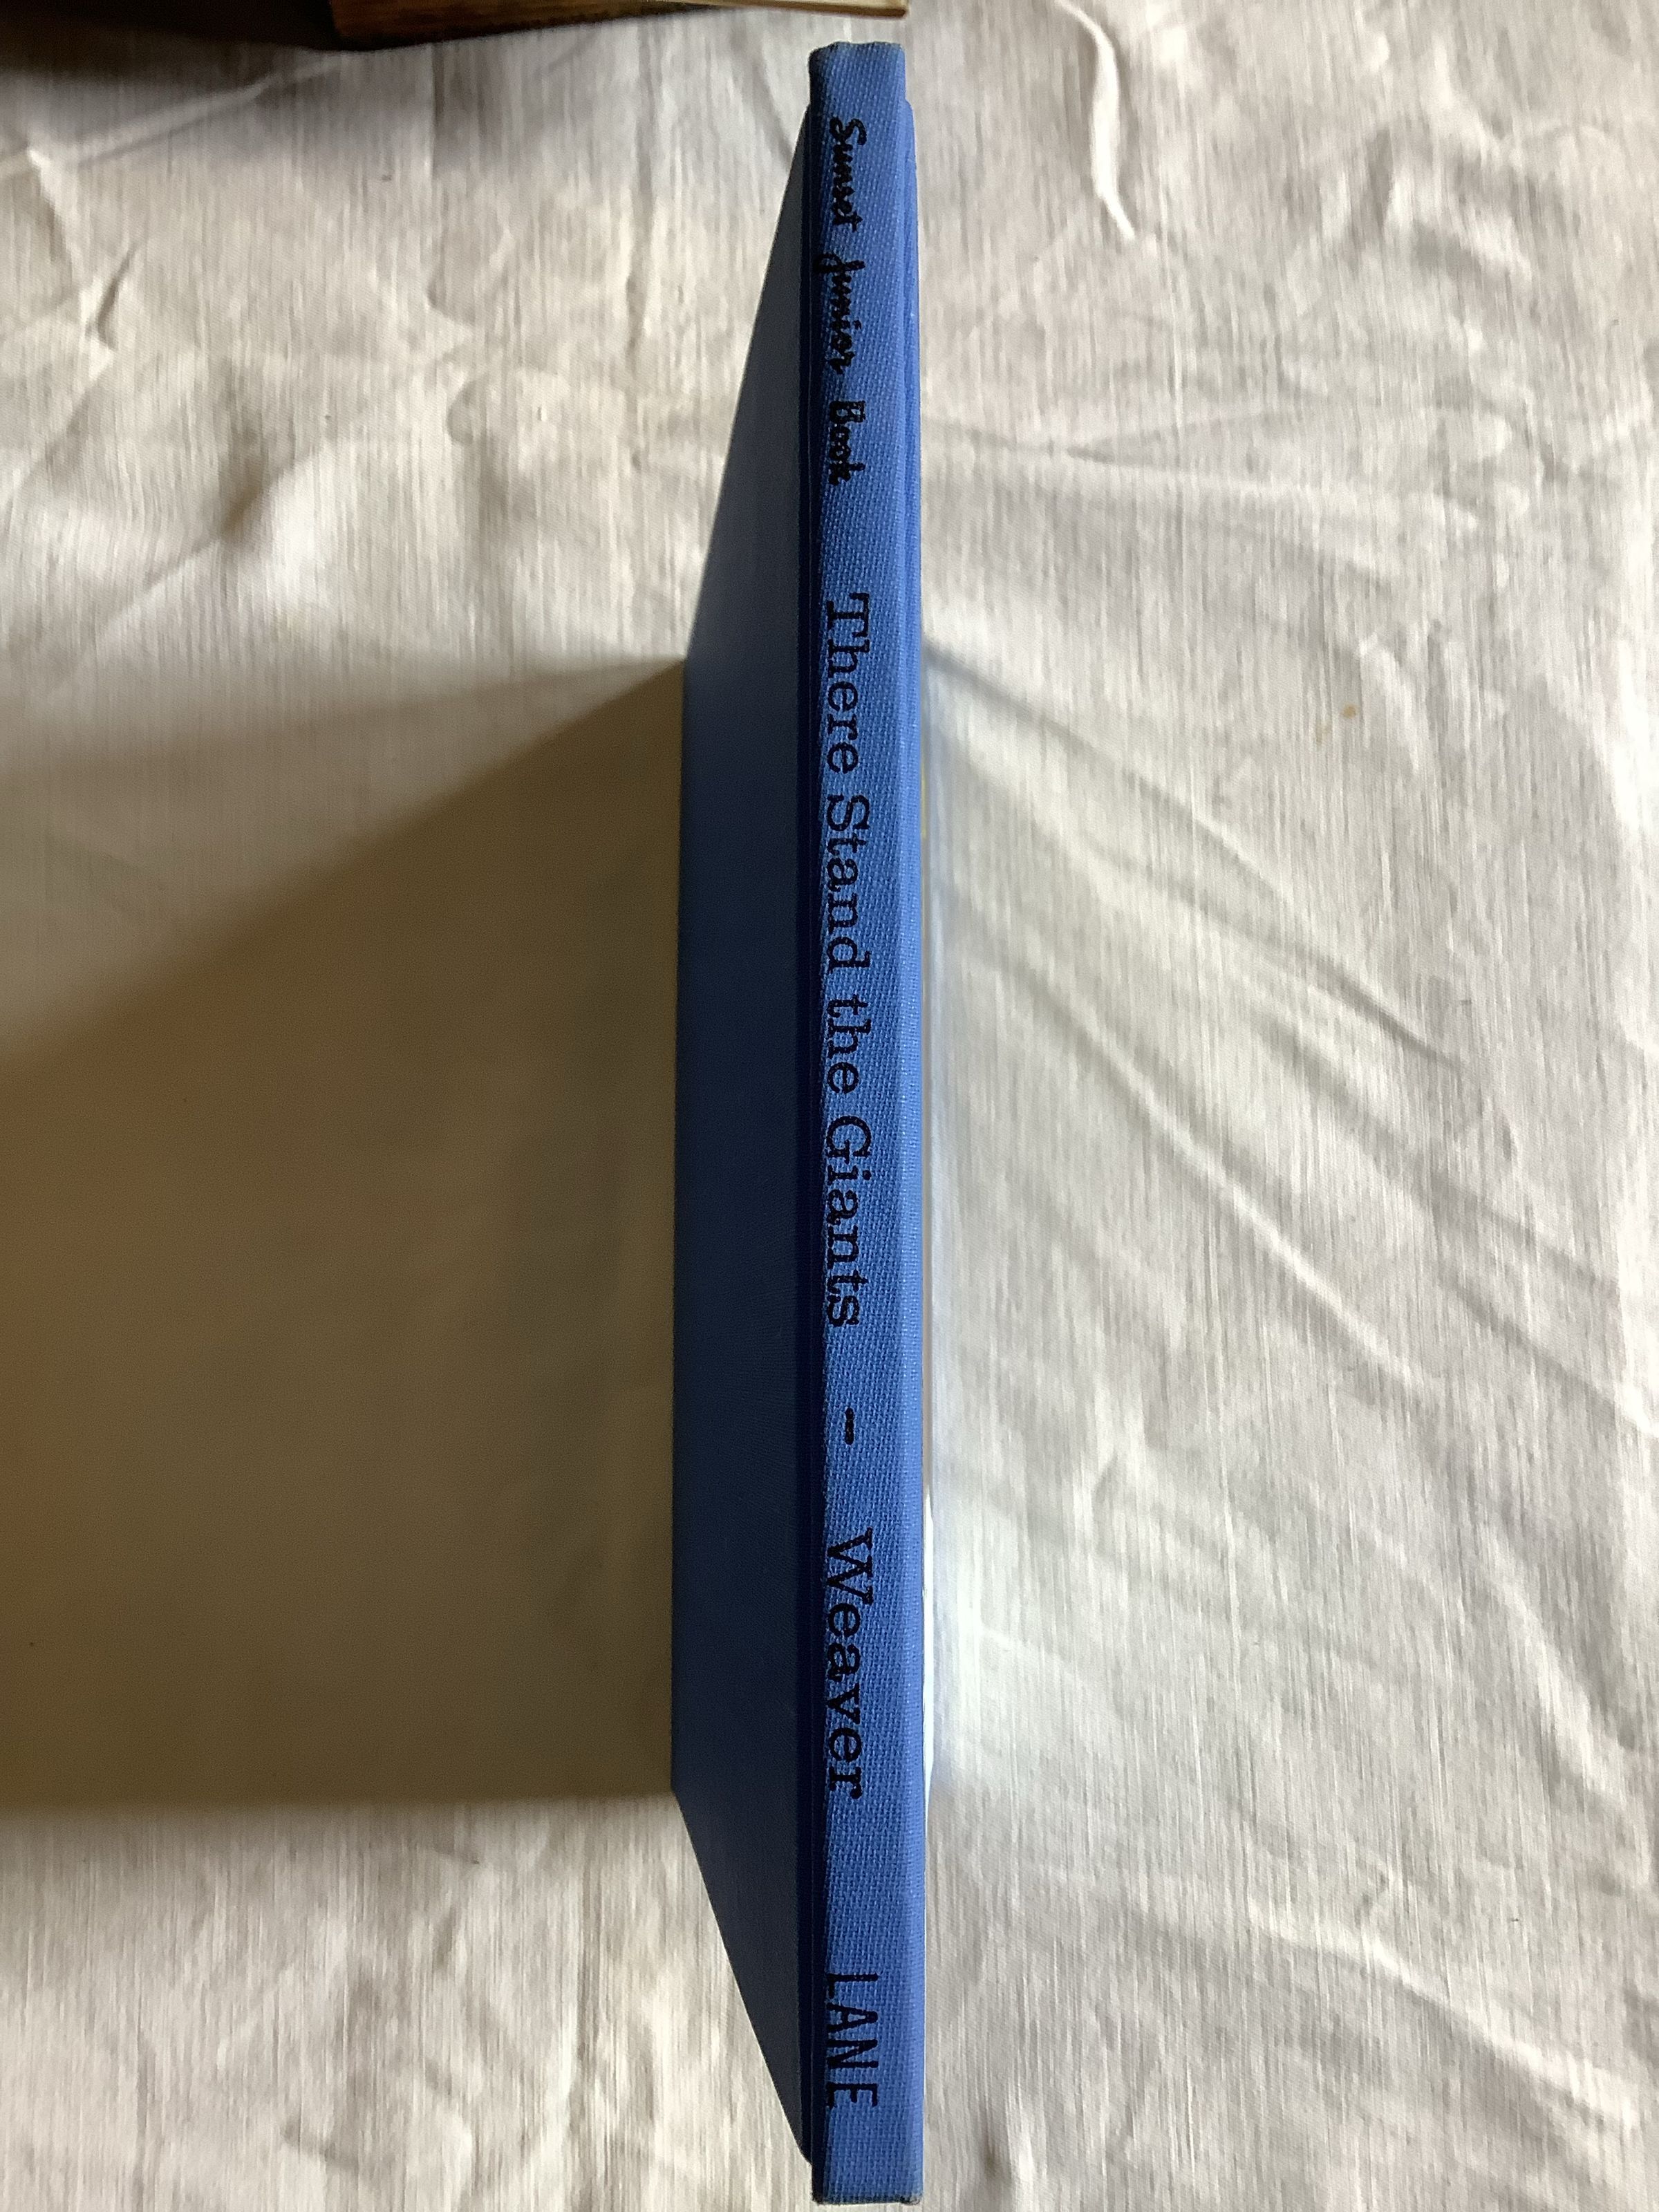 Sunset Junior Book There Stand the Giants - Weaver LANE